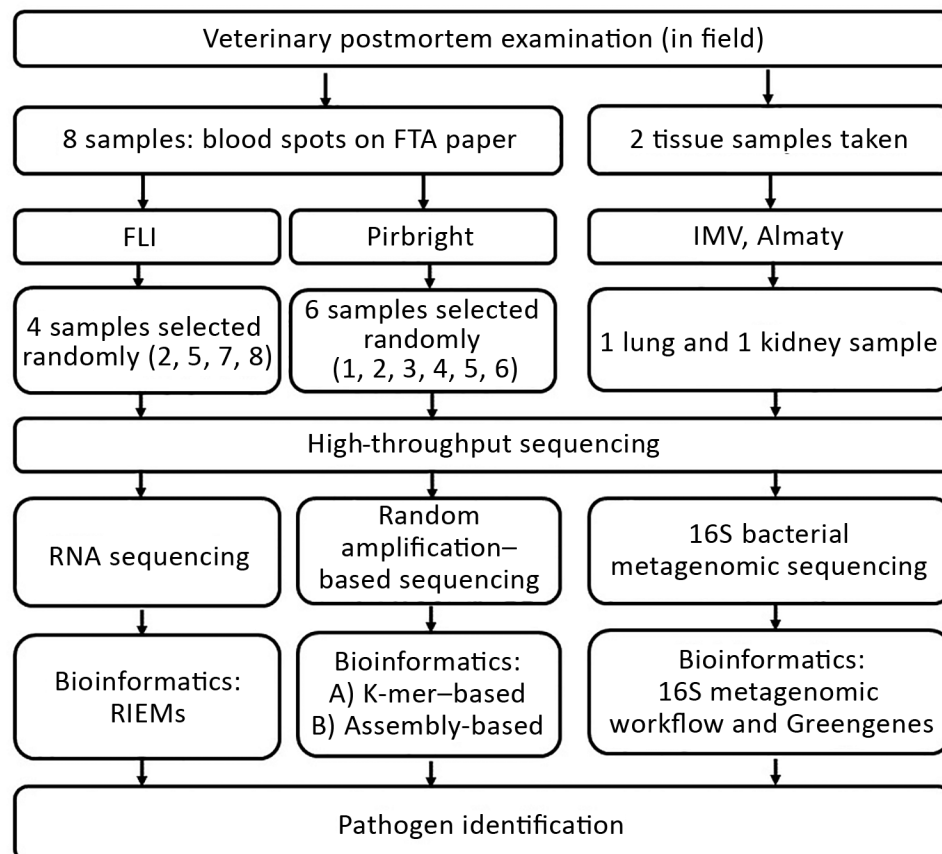 Veterinary postmortem examination (in field)
8 samples: blood spots on FTA paper
2 tissue samples taken
FLI
Pirbright
IMV, Almaty
4 samples selected
randomly (2, 5, 7, 8)
6 samples selected
randomly
(1, 2, 3, 4, 5, 6)
1 lung and 1 kidney sample
High-throughput sequencing
RNA sequencing
Random
amplification–
based sequencing
16S bacterial
metagenomic sequencing
Bioinformatics:
RIEMs
Bioinformatics:
A) K-mer–based
B) Assembly-based
Bioinformatics:
16S metagenomic
workflow and Greengenes
Pathogen identification